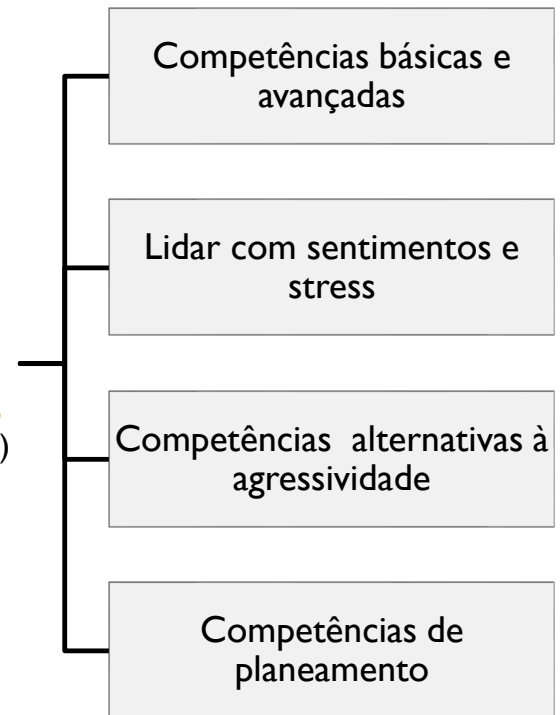 Competências básicas e
avançadas
Lidar com sentimentos e
stress
)
Competências alternativas à
agressividade
Competências de
planeamento